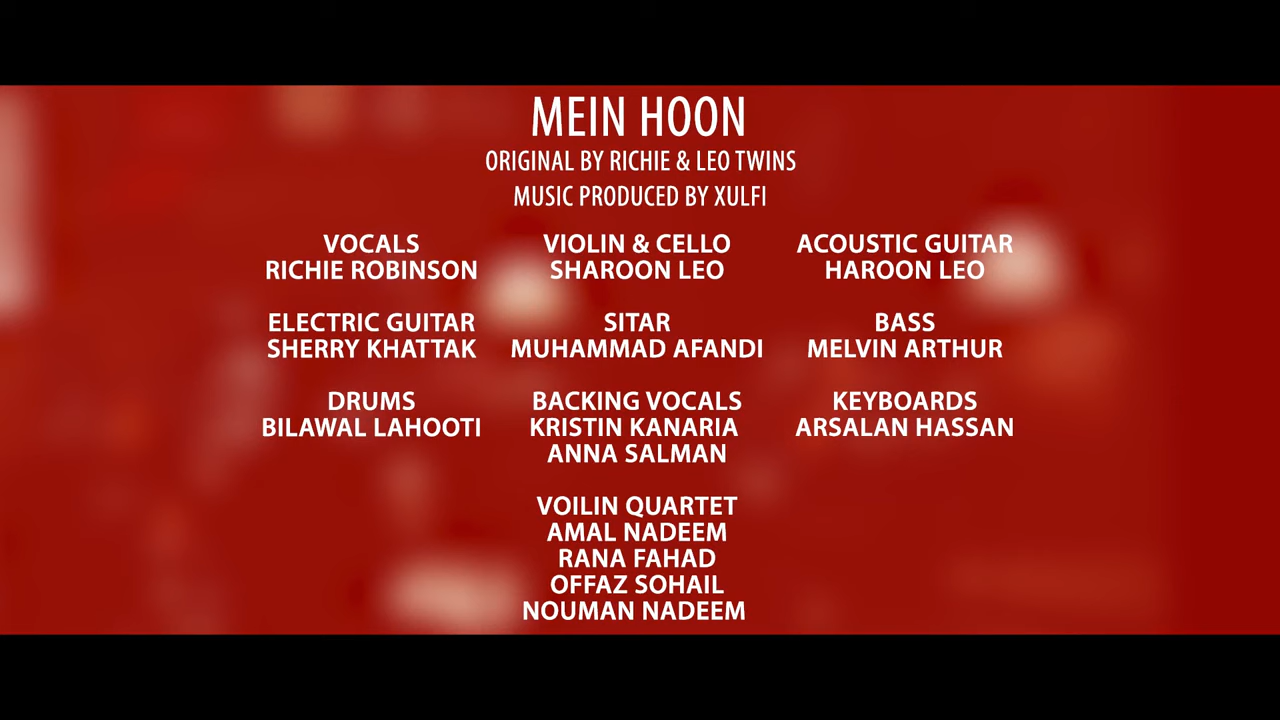 MEIN HOON
ORIGINAL BY RICHIE & LEO TWINS
MUSIC PRODUCED BY XULFI
VOCALS
RICHIE ROBINSON
VIOLIN & CELLO
SHAROON LEO
ACOUSTIC GUITAR
HAROON LEO
ELECTRIC GUITAR
SHERRY KHATTAK
SITAR
MUHAMMAD AFANDI
BASS
MELVIN ARTHUR
DRUMS
BILAWAL LAHOOTI
BACKING VOCALS
KRISTIN KANARIA
ANNA SALMAN
KEYBOARDS
ARSALAN HASSAN
VOILIN QUARTET
AMAL NADEEM
RANA FAHAD
OFFAZ SOHAIL
NOUMAN NADEEM